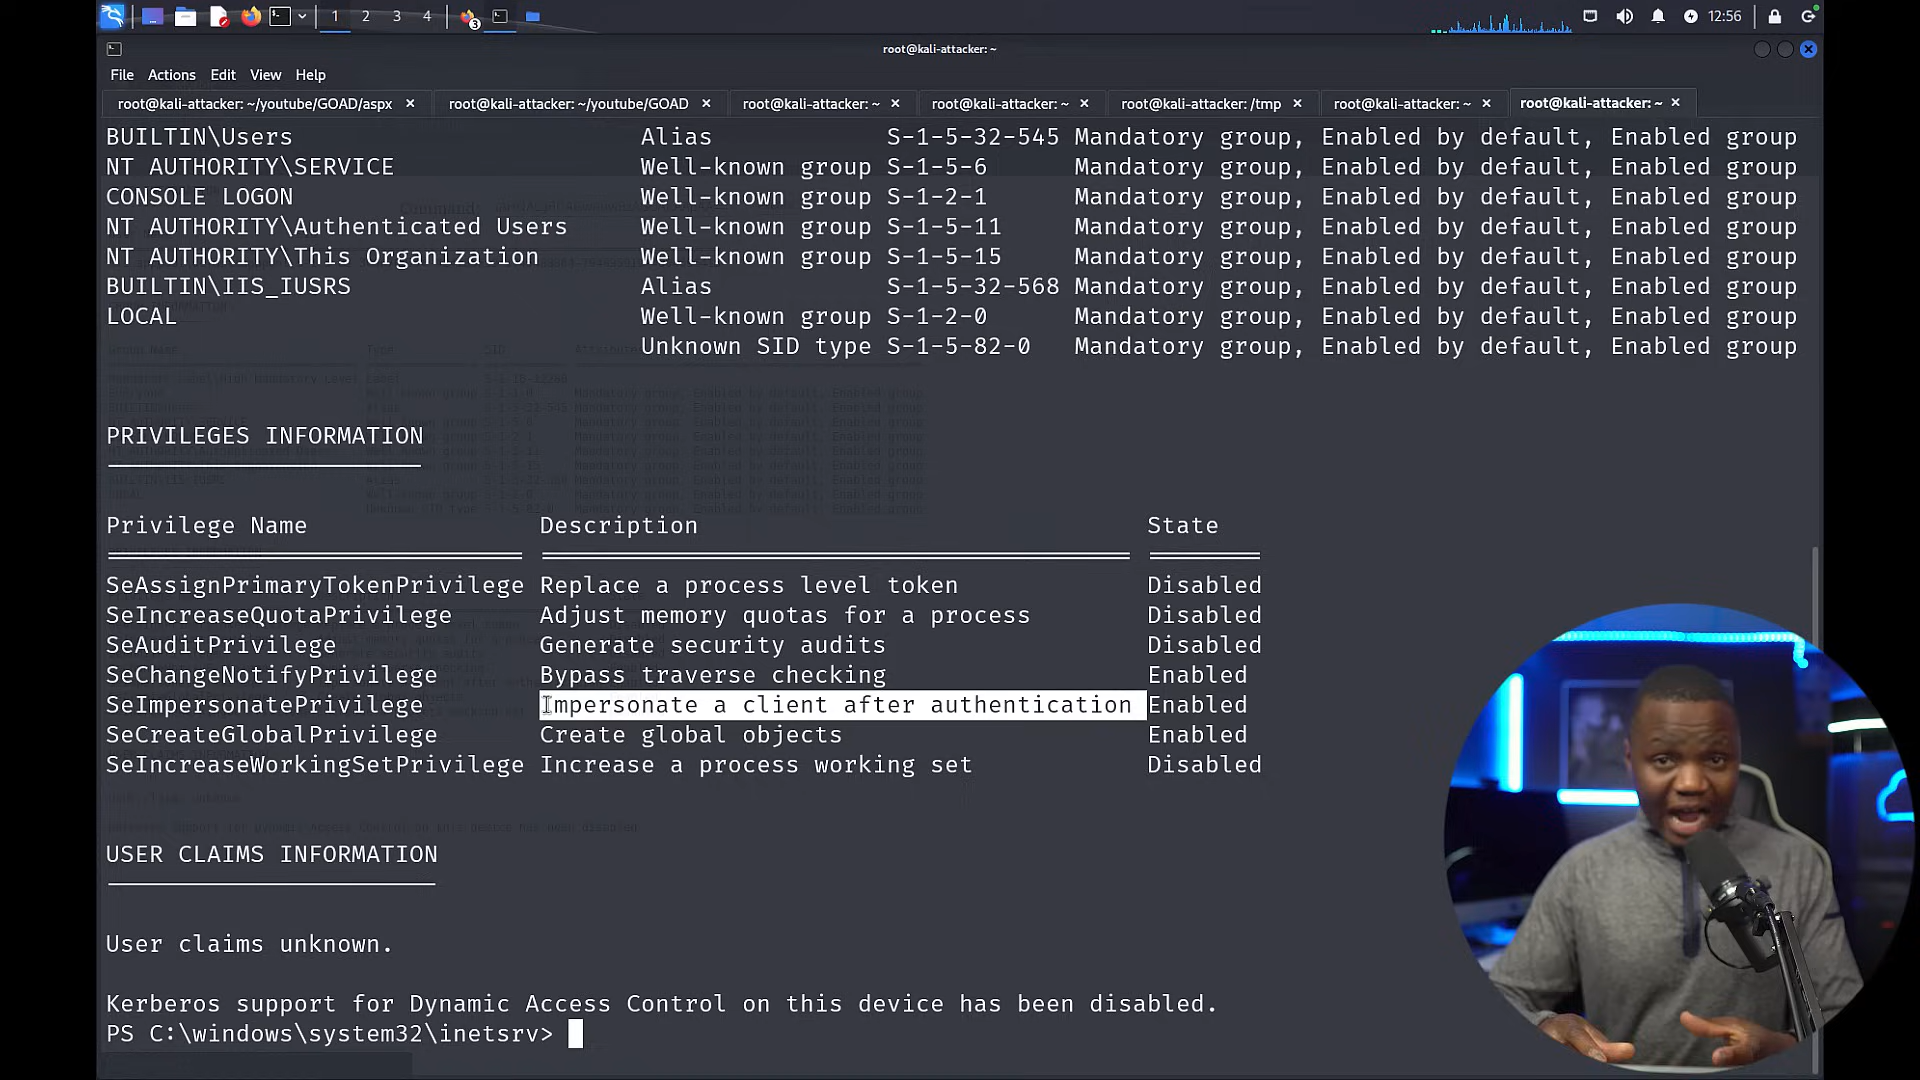 1 2 3 4
3
12:56
root@kali-attacker: ~
File Actions Edit View Help
root@kali-attacker: ~/youtube/GOAD/aspx × root@kali-attacker: ~/youtube/GOAD × root@kali-attacker: ~ × root@kali-attacker: ~ × root@kali-attacker: /tmp × root@kali-attacker: ~ × root@kali-attacker: ~ ×
BUILTIN\Users Alias S-1-5-32-545 Mandatory group, Enabled by default, Enabled group
NT AUTHORITY\SERVICE Well-known group S-1-5-6 Mandatory group, Enabled by default, Enabled group
CONSOLE LOGON Well-known group S-1-2-1 Mandatory group, Enabled by default, Enabled group
NT AUTHORITY\Authenticated Users Well-known group S-1-5-11 Mandatory group, Enabled by default, Enabled group
NT AUTHORITY\This Organization Well-known group S-1-5-15 Mandatory group, Enabled by default, Enabled group
BUILTIN\IIS_IUSRS Alias S-1-5-32-568 Mandatory group, Enabled by default, Enabled group
LOCAL Well-known group S-1-2-0 Mandatory group, Enabled by default, Enabled group
Unknown SID type S-1-5-82-0 Mandatory group, Enabled by default, Enabled group
PRIVILEGES INFORMATION
Privilege Name Description State
SeAssignPrimaryTokenPrivilege Replace a process level token Disabled
SeIncreaseQuotaPrivilege Adjust memory quotas for a process Disabled
SeAuditPrivilege Generate security audits Disabled
SeChangeNotifyPrivilege Bypass traverse checking Enabled
SeImpersonatePrivilege Impersonate a client after authentication Enabled
SeCreateGlobalPrivilege Create global objects Enabled
SeIncreaseWorkingSetPrivilege Increase a process working set Disabled
USER CLAIMS INFORMATION
User claims unknown.
Kerberos support for Dynamic Access Control on this device has been disabled.
PS C:\windows\system32\inetsrv>